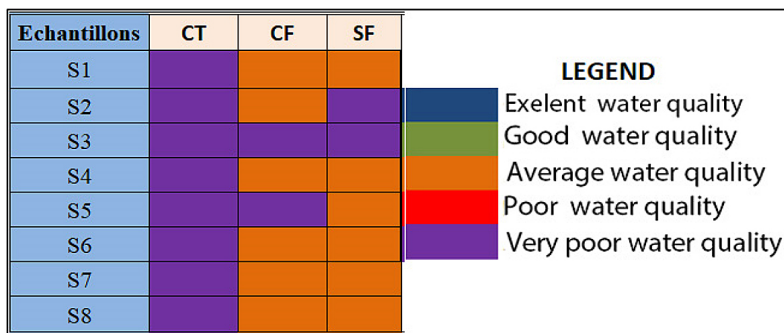 Echantillons CT CF SF
S1
S2
S3
S4
S5
S6
S7
S8
LEGEND
Exelent water quality
Good water quality
Average water quality
Poor water quality
Very poor water quality